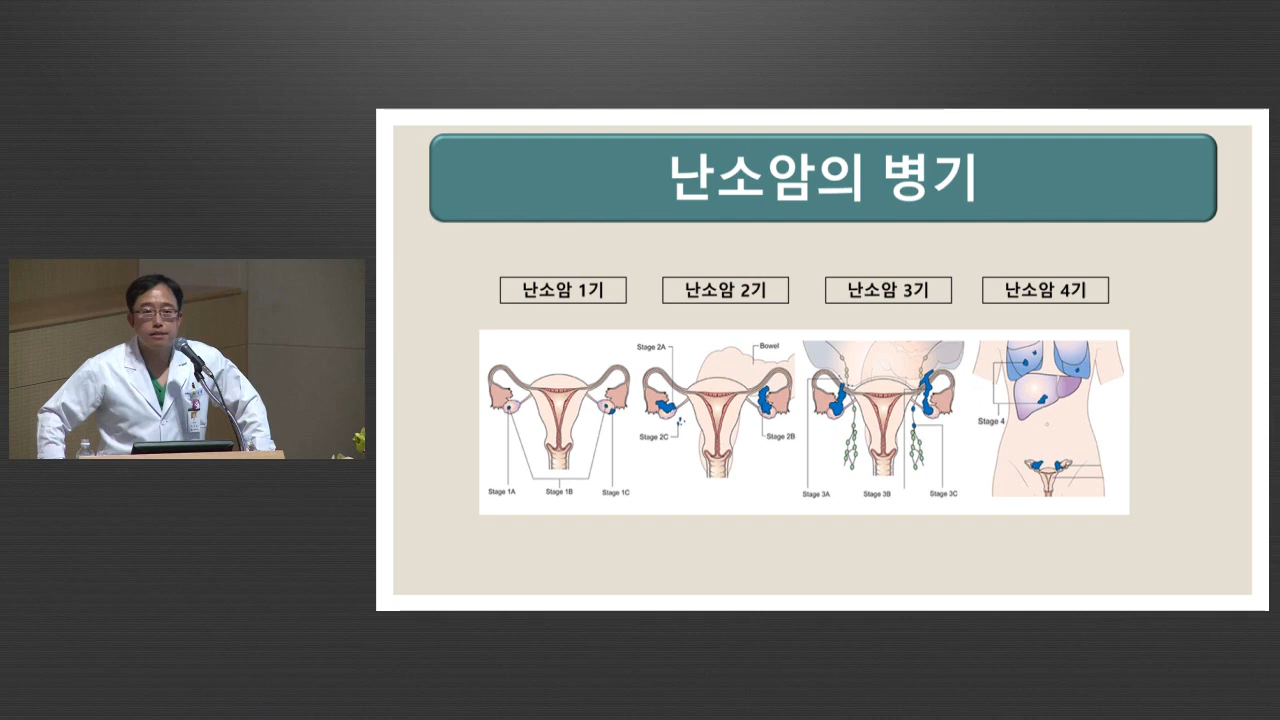 난소암의 병기
난소암 1기
난소암 2기
난소암 3기
난소암 4기
Stage 2A
Bowel
Stage 2C
Stage 2B
Stage 4
Stage 1A
Stage 1B
Stage 1C
Stage 3A
Stage 3B
Stage 3C